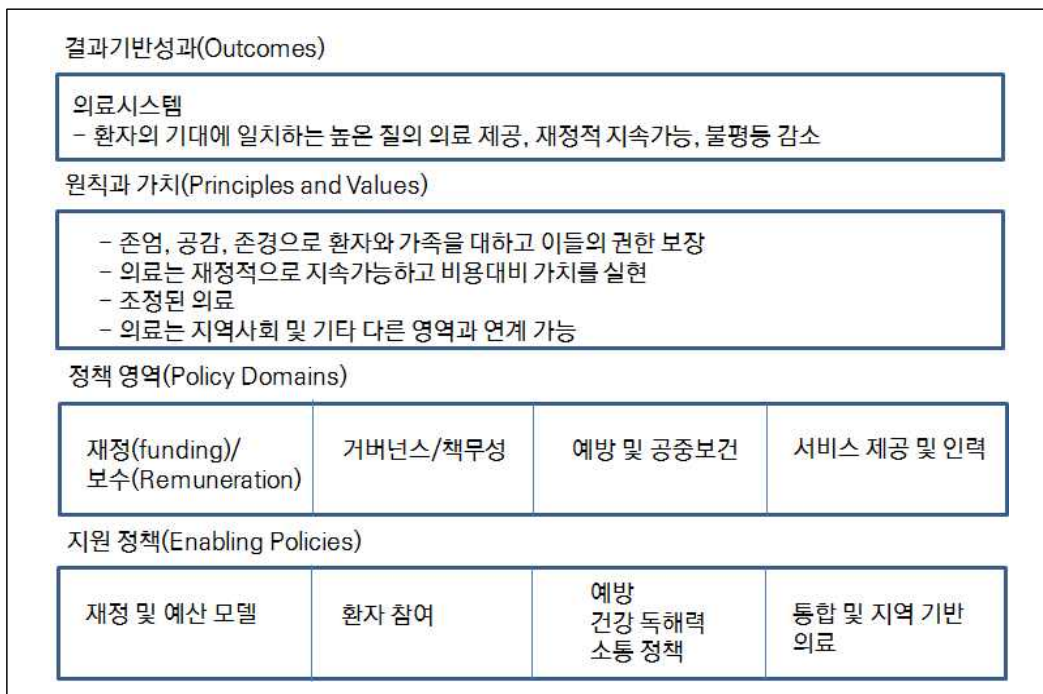 결과기반성과(Outcomes)
의료시스템
- 환자의 기대에 일치하는 높은 질의 의료 제공, 재정적 지속가능, 불평등 감소
원칙과 가치(Principles and Values)
- 존엄, 공감, 존경으로 환자와 가족을 대하고 이들의 권한 보장
- 의료는 재정적으로 지속가능하고 비용대비 가치를 실현
- 조정된 의료
- 의료는 지역사회 및 기타 다른 영역과 연계 가능
정책 영역(Policy Domains)
재정(funding)/
보수(Remuneration)
거버넌스/책무성
예방 및 공중보건
서비스 제공 및 인력
지원 정책(Enabling Policies)
재정 및 예산 모델
환자 참여
예방
건강 독해력
소통 정책
통합 및 지역 기반
의료